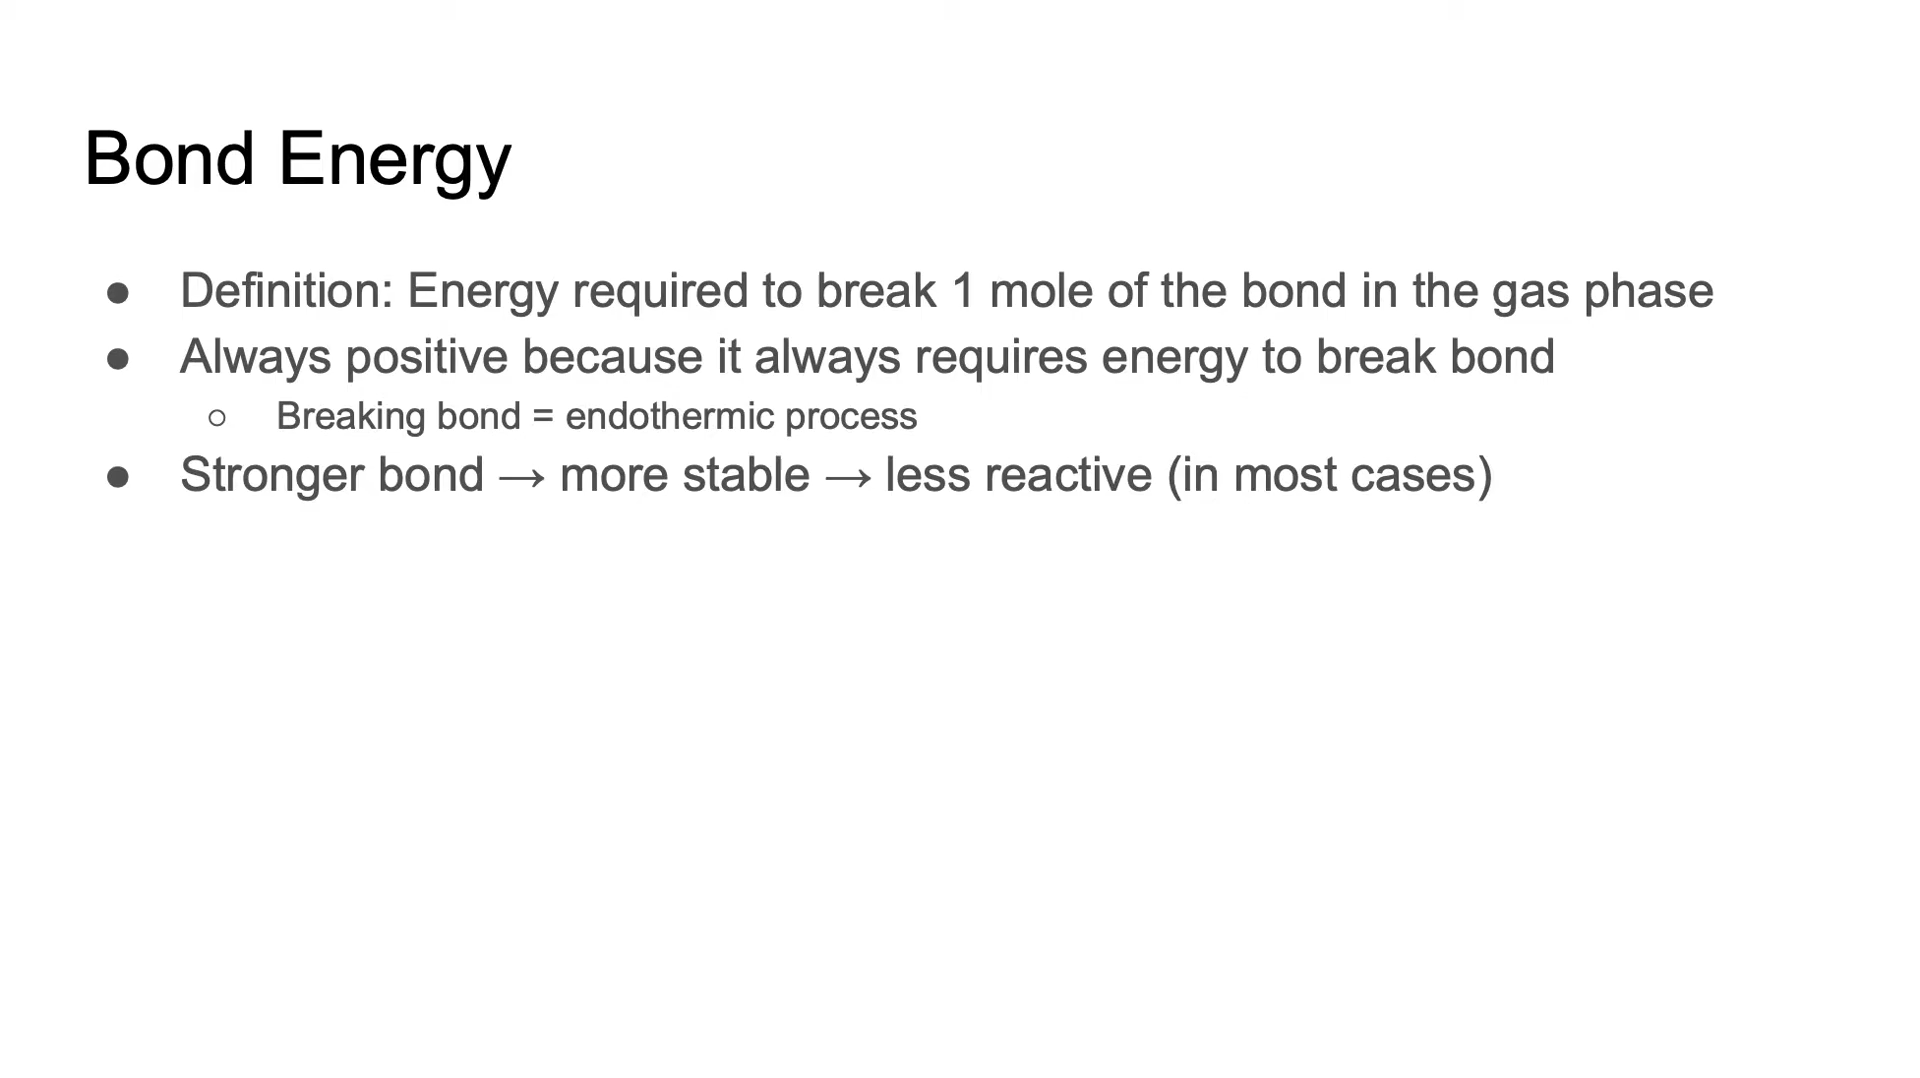 Bond Energy
● Definition: Energy required to break 1 mole of the bond in the gas phase
● Always positive because it always requires energy to break bond
○ Breaking bond = endothermic process
● Stronger bond → more stable → less reactive (in most cases)